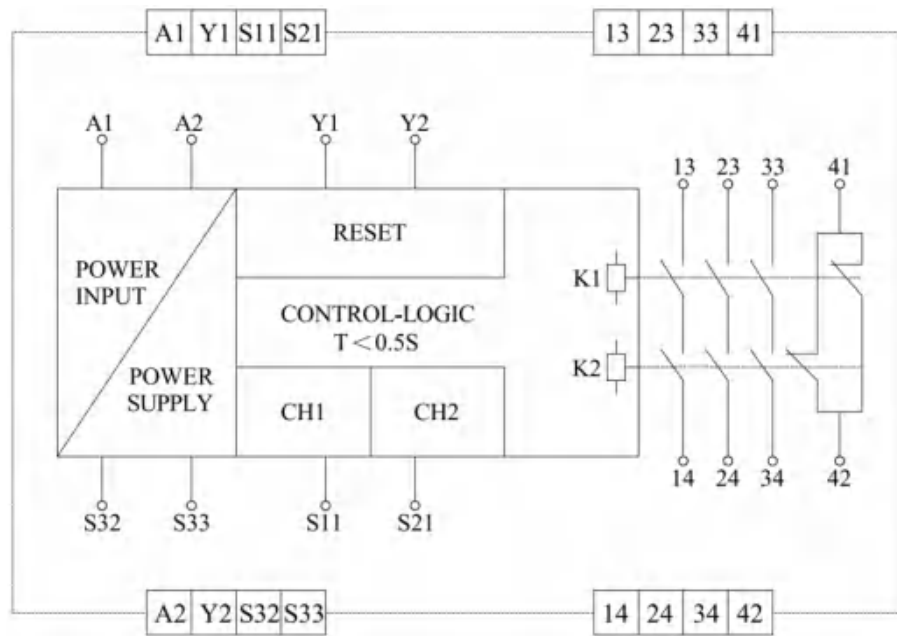 A1 Y1 S11 S21 13 23 33 41
A1 A2 Y1 Y2
13 23 33 41
RESET
POWER
INPUT
K1
CONTROL-LOGIC
T<0.5S
POWER
SUPPLY
K2
CH1 CH2
14 24 34 42
S32 S33 S11 S21
A2 Y2 S32 S33 14 24 34 42